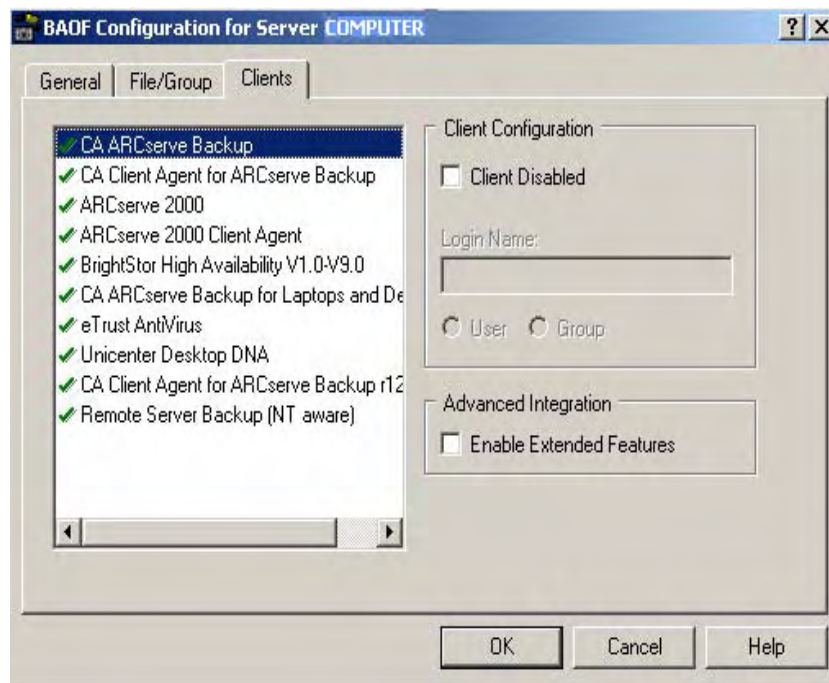 BAOF Configuration for Server COMPUTER
General
File/Group
Clients
CA ARCserve Backup
CA Client Agent for ARCserve Backup
ARCserve 2000
ARCserve 2000 Client Agent
BrightStor High Availability V1.0-V9.0
CA ARCserve Backup for Laptops and De
eTrust AntiVirus
Unicenter Desktop DNA
CA Client Agent for ARCserve Backup r12
Remote Server Backup (NT aware)
Client Configuration
Client Disabled
Login Name:
User
Group
Advanced Integration
Enable Extended Features
OK
Cancel
Help